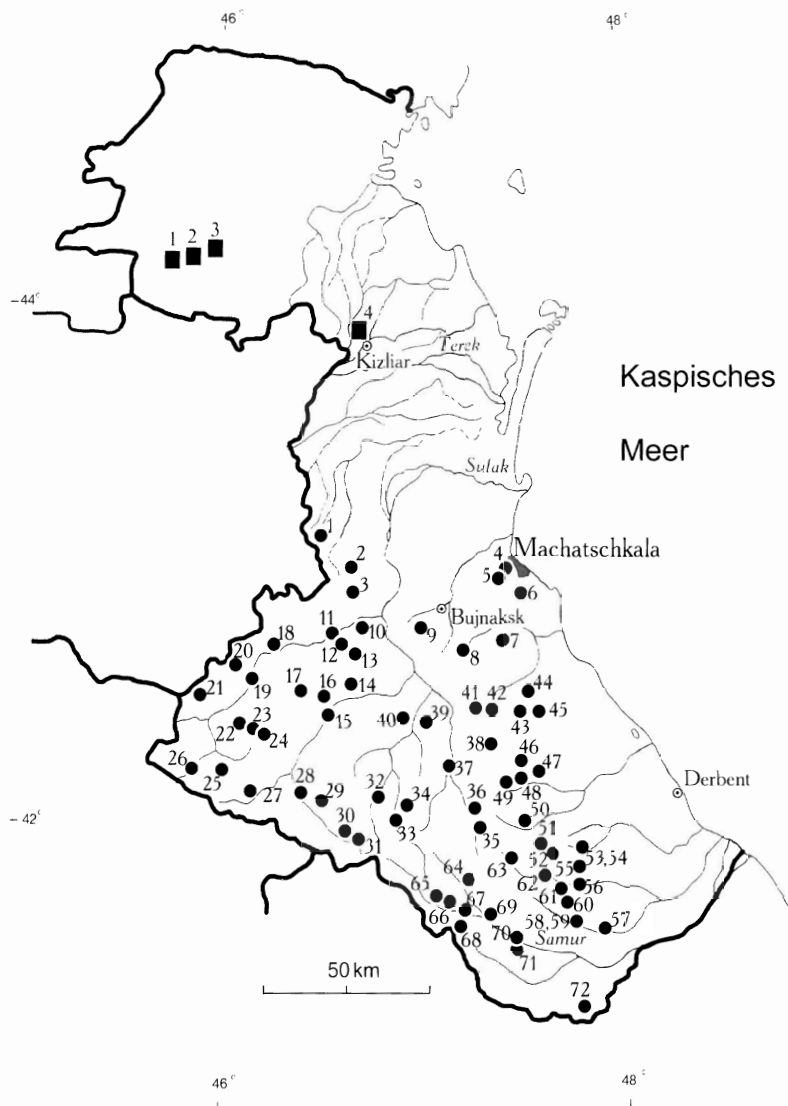 46 c 48 c
1 2 3
– 44 c
4
Kizliar Terek
Kaspisches
Meer
Sulak
1
2
3
4 Machatschkala
5
6
Bujnaksk
11 10 9 7
18 12 13 8
20
19 17 16 14 44
21 41 42
22 23 15 40 39 43 45
24 38
46
26 37 47
25 28 49 48 Derbent
27 29 32 34 36
– 42 c 50
30 33 35 51
31 52 53,54
64 63 55
65 62 56
67 61 60
66 69 58,59 57
68 70 Samur
71
50 km
72
46 c 48 c